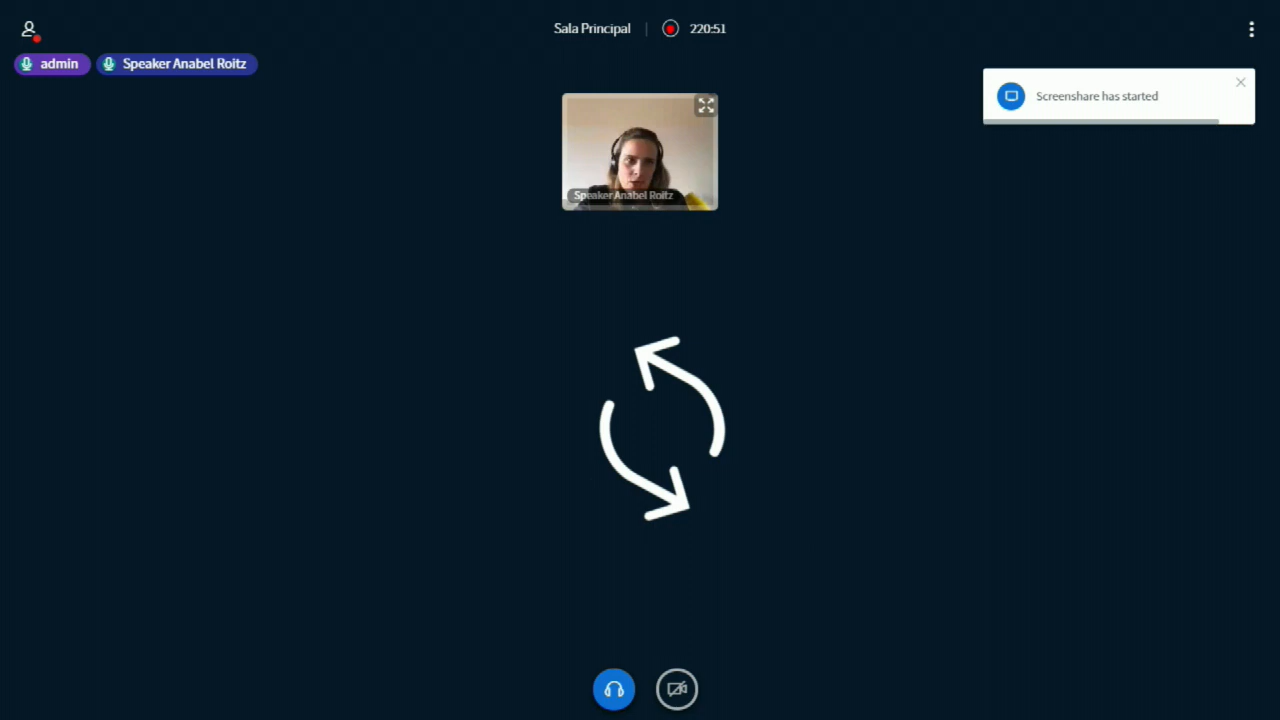 Sala Principal
220:51
admin
Speaker Anabel Roitz
Screenshare has started
Speaker Anabel Roitz